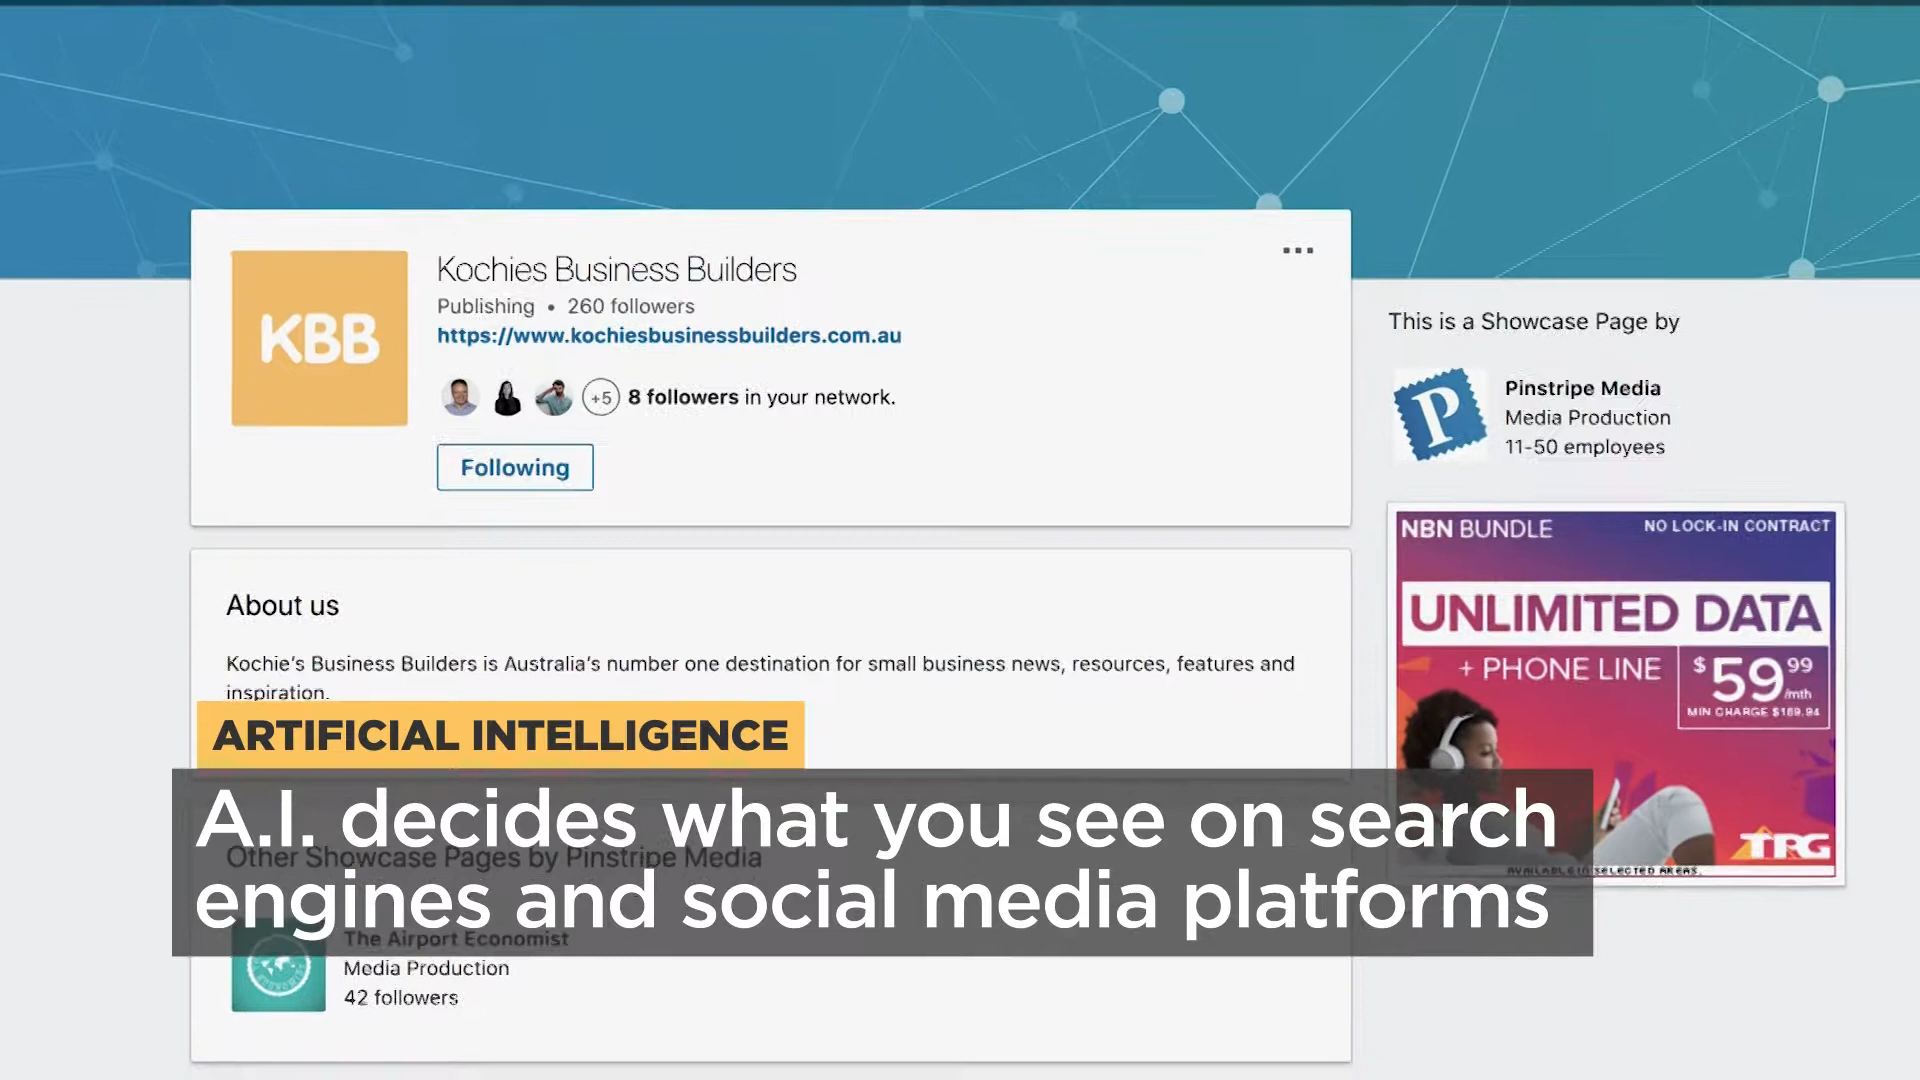 KBB
Kochies Business Builders
Publishing • 260 followers
https://www.kochiesbusinessbuilders.com.au
+5 8 followers in your network.
Following
This is a Showcase Page by
P
Pinstripe Media
Media Production
11-50 employees
About us
Kochie's Business Builders is Australia's number one destination for small business news, resources, features and
inspiration.
NBN BUNDLE NO LOCK-IN CONTRACT
UNLIMITED DATA
+ PHONE LINE $59.99 /mth
MIN CHARGE $189.94
TPG
AVAILABLE IN SELECTED AREAS.
ARTIFICIAL INTELLIGENCE
A.I. decides what you see on search
engines and social media platforms
Other Showcase Pages by Pinstripe Media
The Airport Economist
Media Production
42 followers